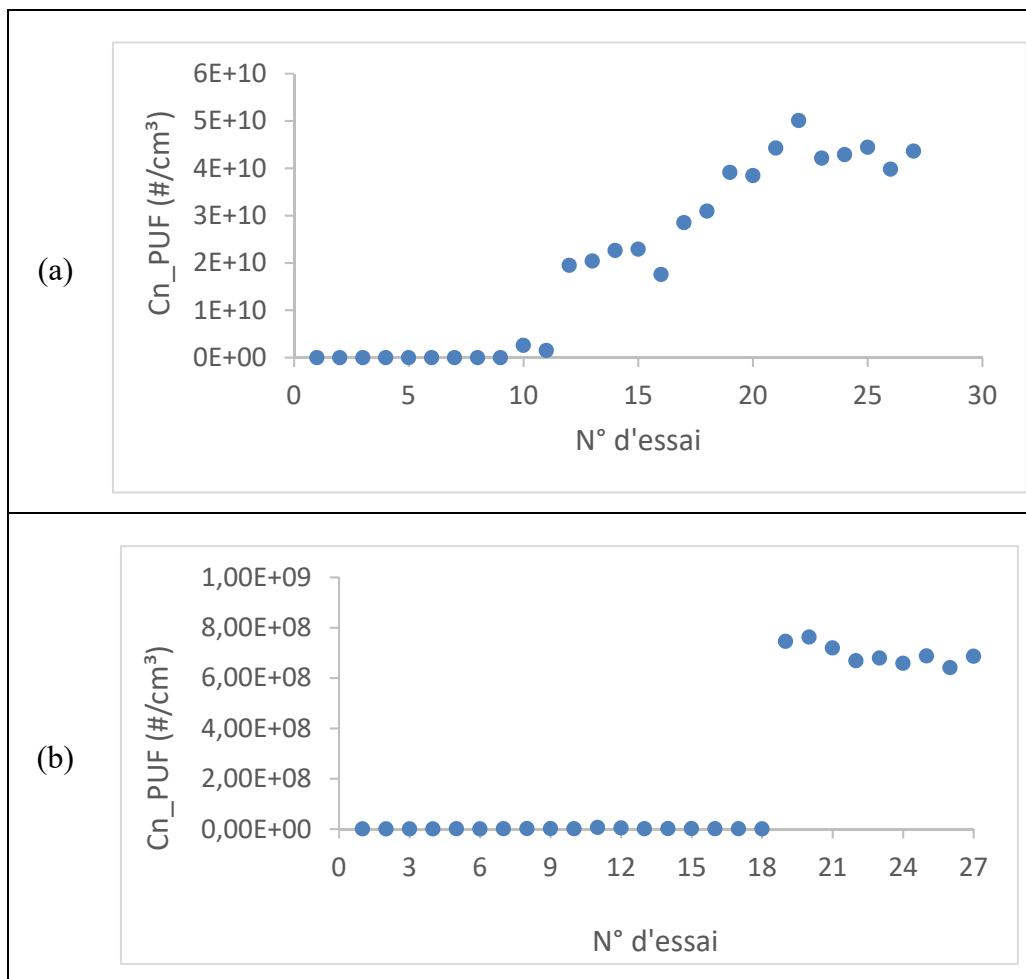 (a)
Cn_PUF (#/cm³)
6E+10
5E+10
4E+10
3E+10
2E+10
1E+10
0E+00
0 5 10 15 20 25 30
N° d'essai
(b)
Cn_PUF (#/cm³)
1,00E+09
8,00E+08
6,00E+08
4,00E+08
2,00E+08
0,00E+00
0 3 6 9 12 15 18 21 24 27
N° d'essai